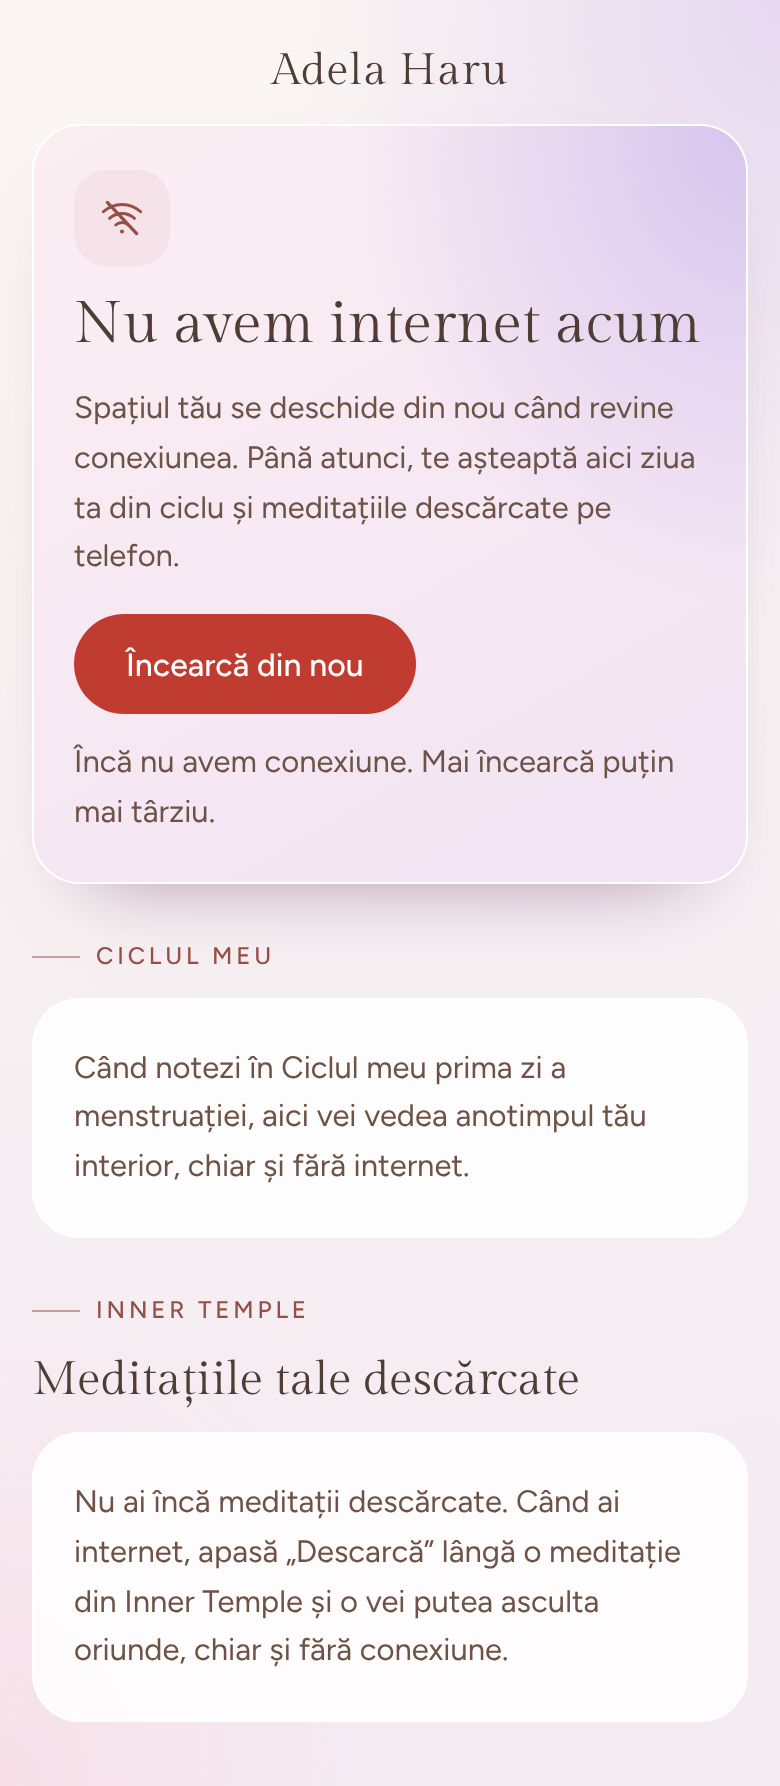 Adela Haru
Nu avem internet acum
Spațiul tău se deschide din nou când revine
conexiunea. Până atunci, te așteaptă aici ziua
ta din ciclu și meditațiile descărcate pe
telefon.
Încearcă din nou
Încă nu avem conexiune. Mai încearcă puțin
mai târziu.
CICLUL MEU
Când notezi în Ciclul meu prima zi a
menstruației, aici vei vedea anotimpul tău
interior, chiar și fără internet.
INNER TEMPLE
Meditațiile tale descărcate
Nu ai încă meditații descărcate. Când ai
internet, apasă „Descarcă” lângă o meditație
din Inner Temple și o vei putea asculta
oriunde, chiar și fără conexiune.